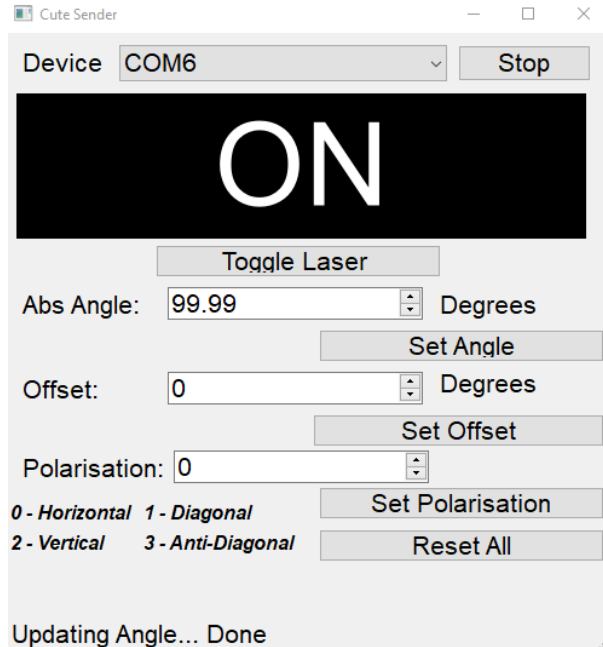 Cute Sender
Device COM6 Stop
ON
Toggle Laser
Abs Angle: 99.99 Degrees
Set Angle
Offset: 0 Degrees
Set Offset
Polarisation: 0
0 - Horizontal 1 - Diagonal Set Polarisation
2 - Vertical 3 - Anti-Diagonal Reset All
Updating Angle... Done